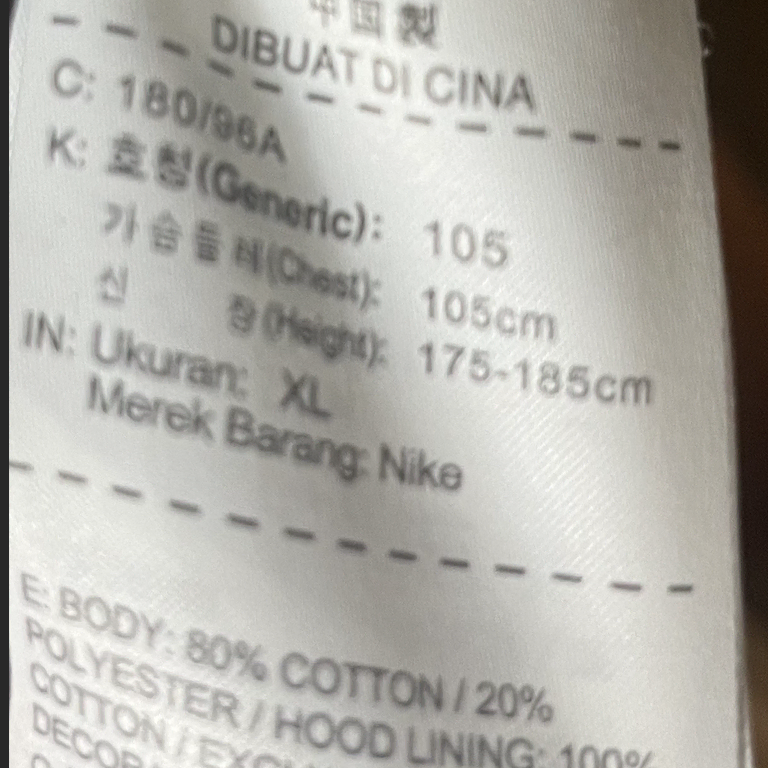 中国製
DIBUAT DI CINA
C: 180/96A
K: 호칭(Generic): 105
가슴둘레(Chest): 105cm
신 장(Height): 175-185cm
IN: Ukuran: XL
Merek Barang: Nike
E: BODY: 80% COTTON / 20%
POLYESTER / HOOD LINING: 100%
COTTON /